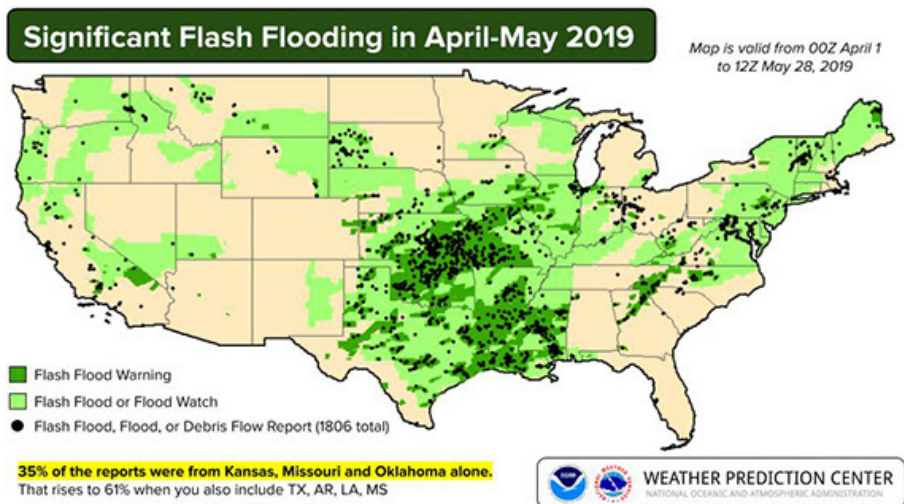 Significant Flash Flooding in April-May 2019
Map is valid from 00Z April 1
to 12Z May 28, 2019
Flash Flood Warning
Flash Flood or Flood Watch
Flash Flood, Flood, or Debris Flow Report (1806 total)
35% of the reports were from Kansas, Missouri and Oklahoma alone.
That rises to 61% when you also include TX, AR, LA, MS
WEATHER PREDICTION CENTER
NATIONAL OCEANIC AND ATMOSPHERIC ADMINISTRATION